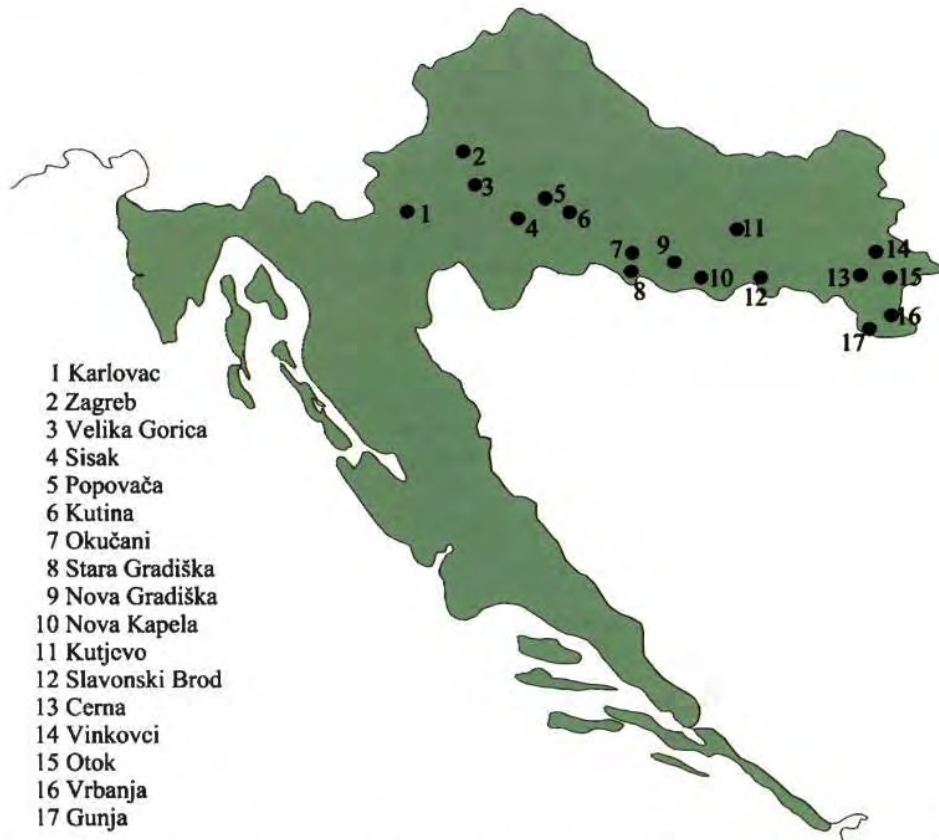 2
3
1
5
4
6
7
8
9
10
11
12
14
13
15
16
17
1 Karlovac
2 Zagreb
3 Velika Gorica
4 Sisak
5 Popovača
6 Kutina
7 Okučani
8 Stara Gradiška
9 Nova Gradiška
10 Nova Kapela
11 Kutjevo
12 Slavonski Brod
13 Cerna
14 Vinkovci
15 Otok
16 Vrbanja
17 Gunja